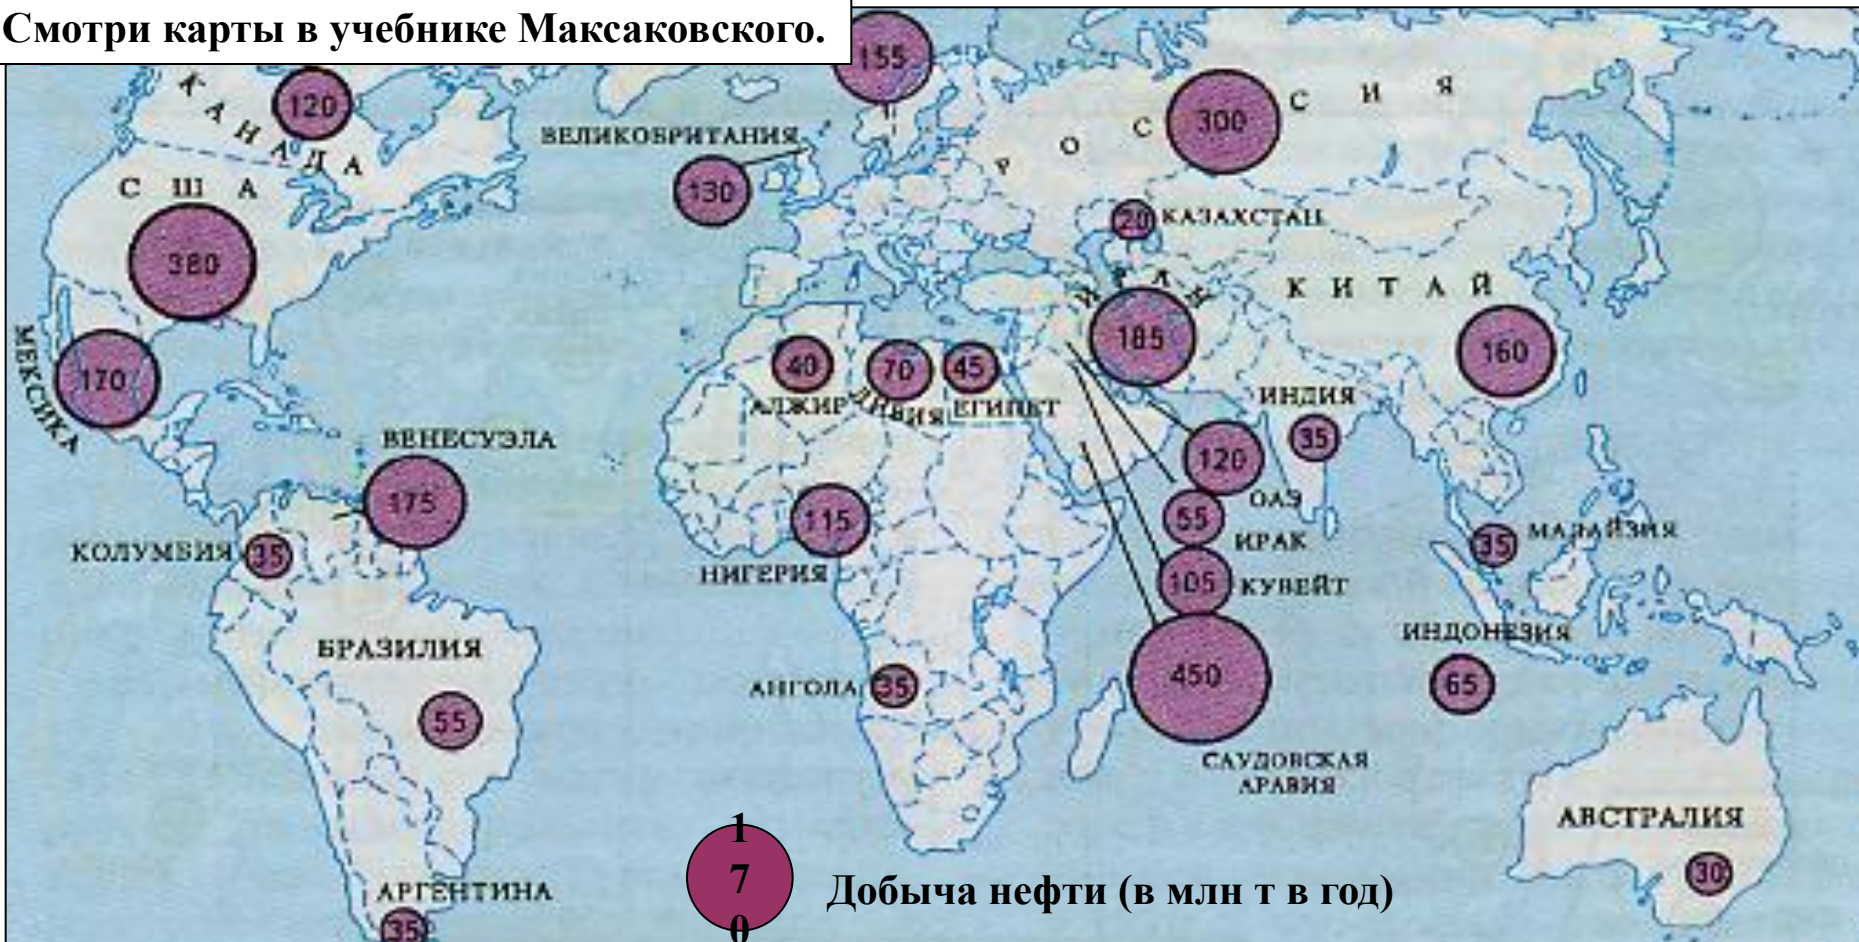 Смотри карты в учебнике Максаковского.
155
КАНАДА
120
ВЕЛИКОБРИТАНИЯ
130
РОССИЯ
300
США
380
20
КАЗАХСТАН
ИРАН
185
КИТАЙ
160
МЕКСИКА
170
40
АЛЖИР
70
ЛИВИЯ
45
ЕГИПЕТ
ИНДИЯ
35
ВЕНЕСУЭЛА
175
120
ОАЭ
55
ИРАК
115
НИГЕРИЯ
КОЛУМБИЯ
35
35
МАЛАЙЗИЯ
105
КУВЕЙТ
БРАЗИЛИЯ
55
ИНДОНЕЗИЯ
65
АНГОЛА
35
450
САУДОВСКАЯ
АРАВИЯ
АВСТРАЛИЯ
30
АРГЕНТИНА
35
1
7
0
Добыча нефти (в млн т в год)